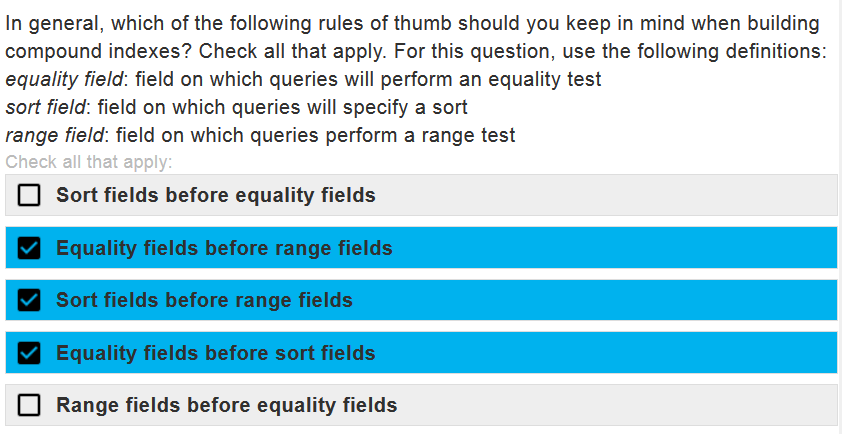 In general, which of the following rules of thumb should you keep in mind when building
compound indexes? Check all that apply. For this question, use the following definitions:
equality field: field on which queries will perform an equality test
sort field: field on which queries will specify a sort
range field: field on which queries perform a range test
Check all that apply:
Sort fields before equality fields
Equality fields before range fields
Sort fields before range fields
Equality fields before sort fields
Range fields before equality fields